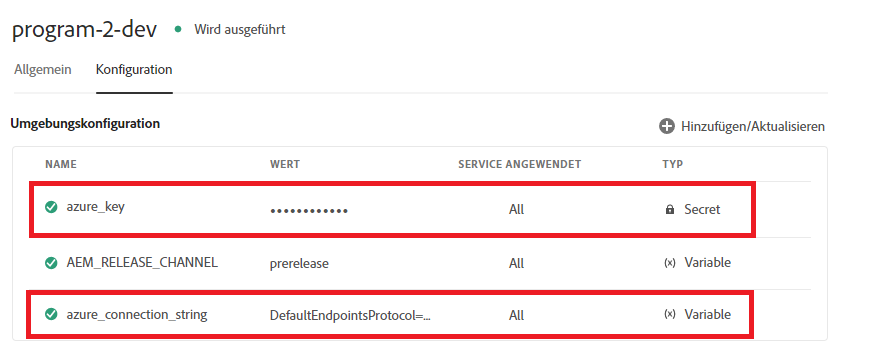 program-2-dev Wird ausgeführt
Allgemein Konfiguration
Umgebungskonfiguration Hinzufügen/Aktualisieren
NAME WERT SERVICE ANGEWENDET TYP
azure_key •••••••••••• All Secret
AEM_RELEASE_CHANNEL prerelease All (x) Variable
azure_connection_string DefaultEndpointsProtocol=... All (x) Variable